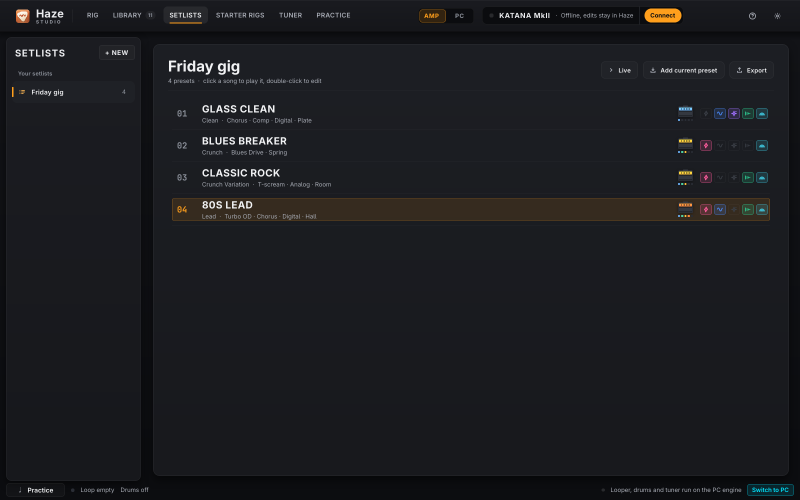 Haze
STUDIO
RIG
LIBRARY 11
SETLISTS
STARTER RIGS
TUNER
PRACTICE
AMP
PC
KATANA MkII · Offline, edits stay in Haze
Connect
SETLISTS
+ NEW
Your setlists
Friday gig 4
Friday gig
4 presets · click a song to play it, double-click to edit
Live
Add current preset
Export
01 GLASS CLEAN
Clean · Chorus · Comp · Digital · Plate
02 BLUES BREAKER
Crunch · Blues Drive · Spring
03 CLASSIC ROCK
Crunch Variation · T-scream · Analog · Room
04 80S LEAD
Lead · Turbo OD · Chorus · Digital · Hall
Practice
Loop empty
Drums off
Looper, drums and tuner run on the PC engine
Switch to PC